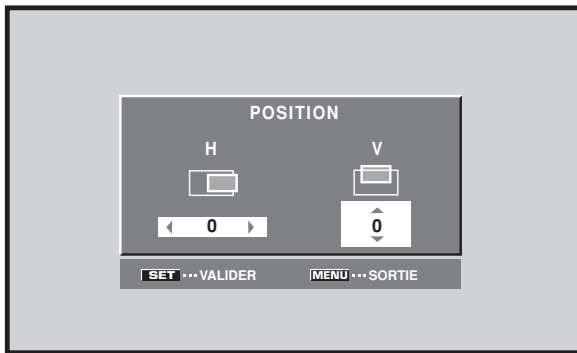 POSITION
H V
0 0
SET ··· VALIDER MENU ··· SORTIE